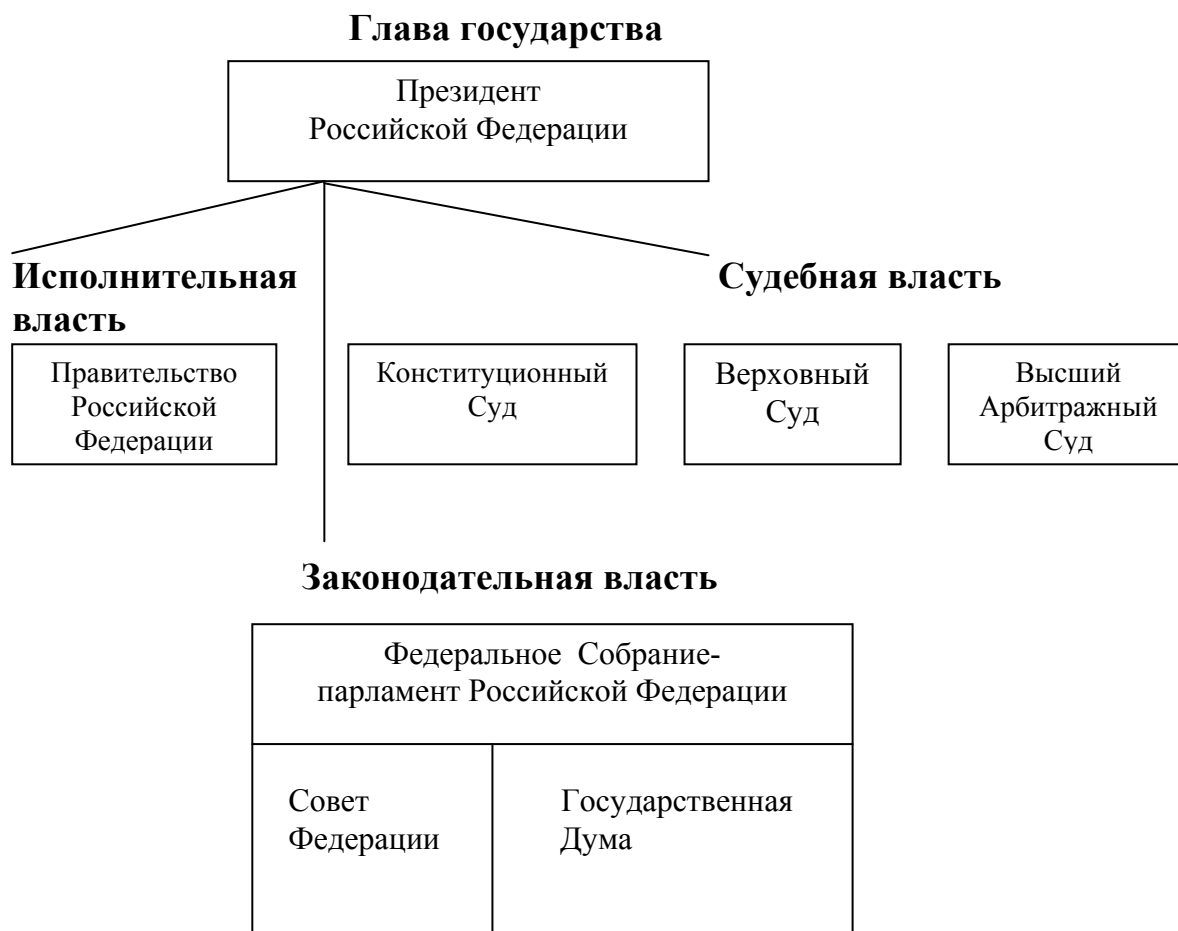 Глава государства
Президент
Российской Федерации
Исполнительная
власть
Судебная власть
Правительство
Российской
Федерации
Конституционный
Суд
Верховный
Суд
Высший
Арбитражный
Суд
Законодательная власть
Федеральное Собрание-
парламент Российской Федерации
Совет
Федерации
Государственная
Дума